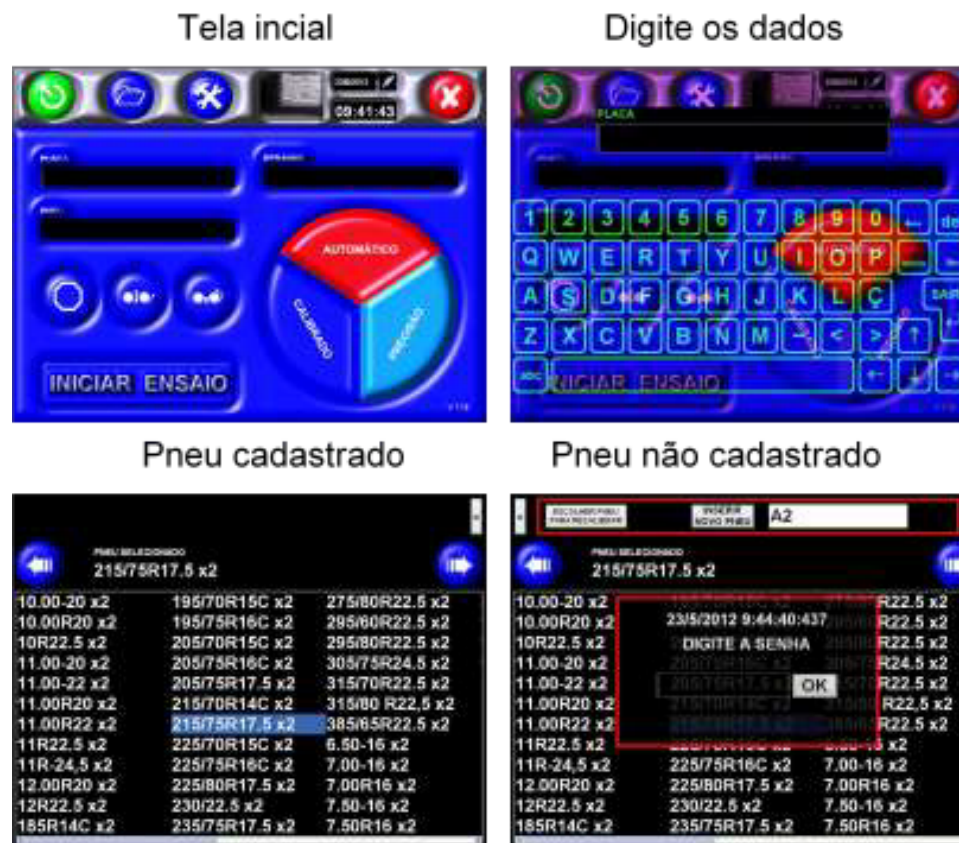 Tela incial
Digite os dados
09:41:43
AUTOMÁTICO
CALIBRADO
PRECISÃO
INICIAR ENSAIO
PLACA
1 2 3 4 5 6 7 8 9 0
Q W E R T Y U I O P
A S D F G H J K L Ç
SAIR
Z X C V B N M - < >
ABC
INICIAR ENSAIO
Pneu cadastrado
Pneu não cadastrado
PNEU SELECIONADO
215/75R17.5 x2
10.00-20 x2 195/70R15C x2 275/80R22.5 x2
10.00R20 x2 195/75R16C x2 295/60R22.5 x2
10R22.5 x2 205/70R15C x2 295/80R22.5 x2
11.00-20 x2 205/75R16C x2 305/75R24.5 x2
11.00-22 x2 205/75R17.5 x2 315/70R22.5 x2
11.00R20 x2 215/70R14C x2 315/80 R22,5 x2
11.00R22 x2 215/75R17.5 x2 385/65R22.5 x2
11R22.5 x2 225/70R15C x2 6.50-16 x2
11R-24,5 x2 225/75R16C x2 7.00-16 x2
12.00R20 x2 225/80R17.5 x2 7.00R16 x2
12R22.5 x2 230/22.5 x2 7.50-16 x2
185R14C x2 235/75R17.5 x2 7.50R16 x2
ESCOLHER PNEU
PARA RECALIBRAR
INSERIR
NOVO PNEU
A2
PNEU SELECIONADO
215/75R17.5 x2
10.00-20 x2 R22.5 x2
10.00R20 x2 R22.5 x2
10R22.5 x2 R22.5 x2
11.00-20 x2 R24.5 x2
11.00-22 x2 R22.5 x2
11.00R20 x2 R22,5 x2
11.00R22 x2 R22.5 x2
23/5/2012 9:44:40:437
DIGITE A SENHA
OK
11R22.5 x2
11R-24,5 x2 225/75R16C x2 7.00-16 x2
12.00R20 x2 225/80R17.5 x2 7.00R16 x2
12R22.5 x2 230/22.5 x2 7.50-16 x2
185R14C x2 235/75R17.5 x2 7.50R16 x2